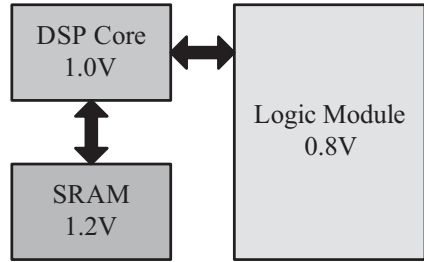 DSP Core
1.0V
Logic Module
0.8V
SRAM
1.2V